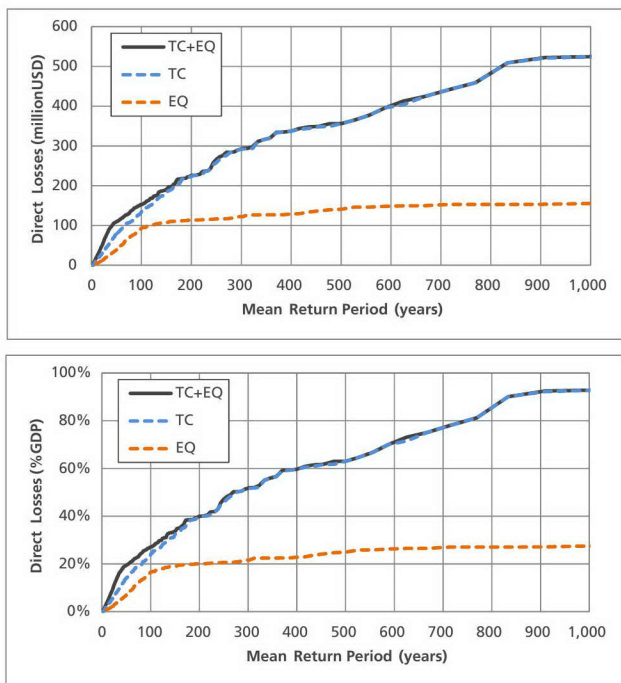 600
500
400
300
200
100
0
Direct Losses (millionUSD)
TC+EQ
TC
EQ
0 100 200 300 400 500 600 700 800 900 1,000
Mean Return Period (years)
100%
80%
60%
40%
20%
0%
Direct Losses (%GDP)
TC+EQ
TC
EQ
0 100 200 300 400 500 600 700 800 900 1,000
Mean Return Period (years)